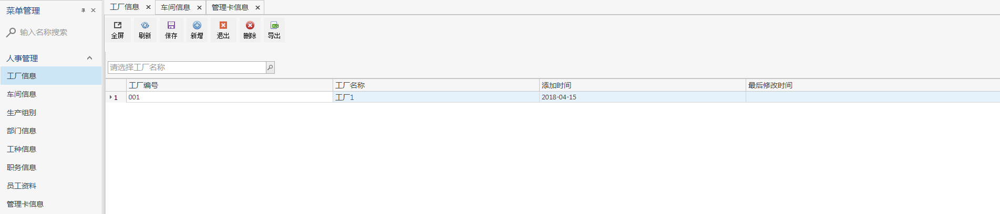 菜单管理
输入名称搜索
人事管理
工厂信息
车间信息
生产组别
部门信息
工种信息
职务信息
员工资料
管理卡信息
工厂信息 车间信息 管理卡信息
全屏 刷新 保存 新增 退出 删除 导出
请选择工厂名称
工厂编号 工厂名称 添加时间 最后修改时间
1 001 工厂1 2018-04-15